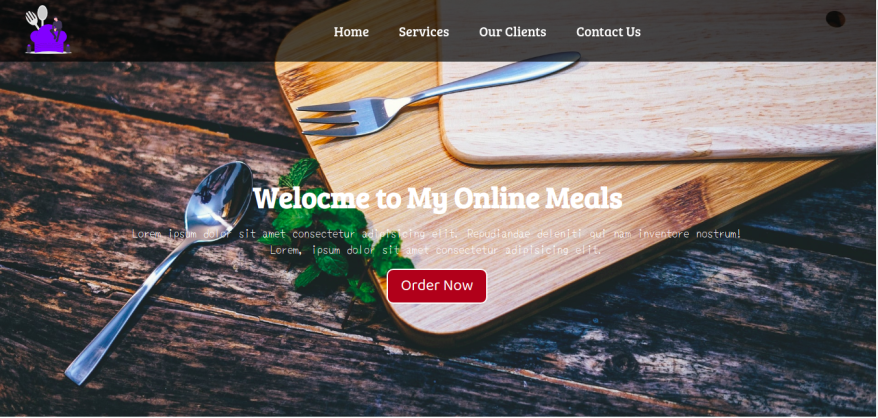 Home Services Our Clients Contact Us
Welocme to My Online Meals
Lorem ipsum dolor sit amet consectetur adipisicing elit. Repudiandae deleniti qui nam inventore nostrum!
Lorem, ipsum dolor sit amet consectetur adipisicing elit.
Order Now